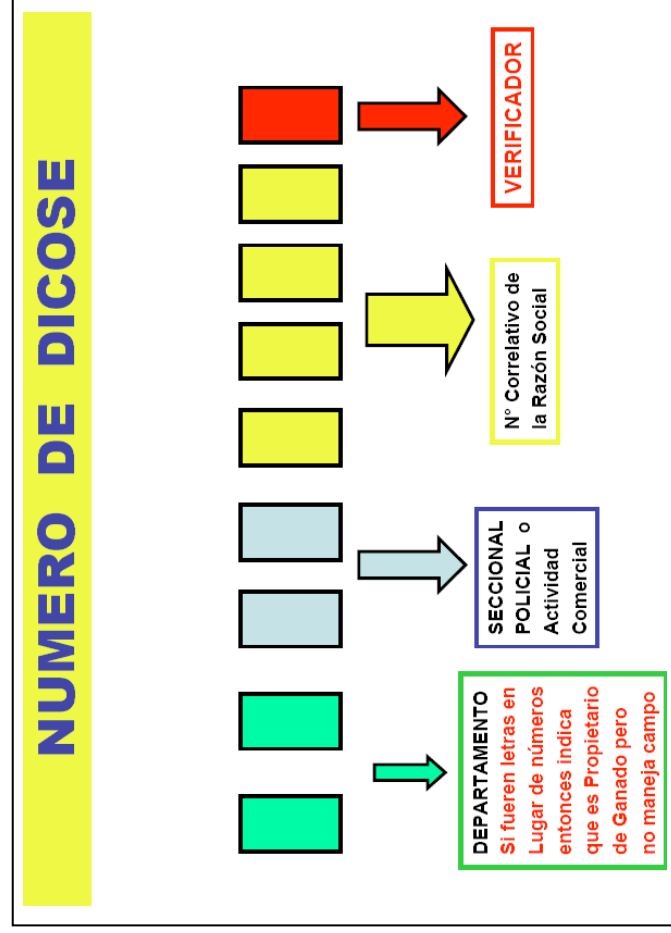 NUMERO DE DICOSE
DEPARTAMENTO
Si fueren letras en
Lugar de números
entonces indica
que es Propietario
de Ganado pero
no maneja campo
SECCIONAL
POLICIAL o
Actividad
Comercial
N° Correlativo de
la Razón Social
VERIFICADOR